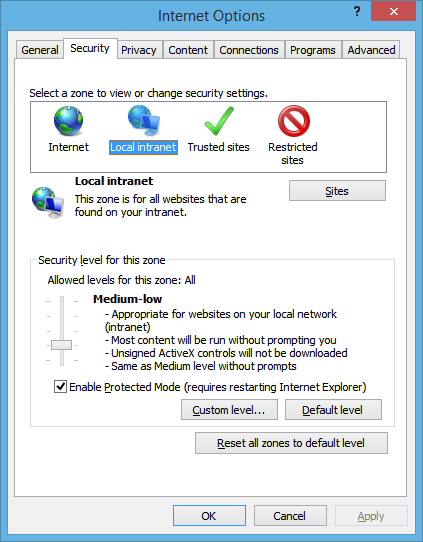 Internet Options
General Security Privacy Content Connections Programs Advanced
Select a zone to view or change security settings.
Internet Local intranet Trusted sites Restricted
sites
Local intranet
Sites
This zone is for all websites that are
found on your intranet.
Security level for this zone
Allowed levels for this zone: All
Medium-low
- Appropriate for websites on your local network
(intranet)
- Most content will be run without prompting you
- Unsigned ActiveX controls will not be downloaded
- Same as Medium level without prompts
Enable Protected Mode (requires restarting Internet Explorer)
Custom level... Default level
Reset all zones to default level
OK Cancel Apply